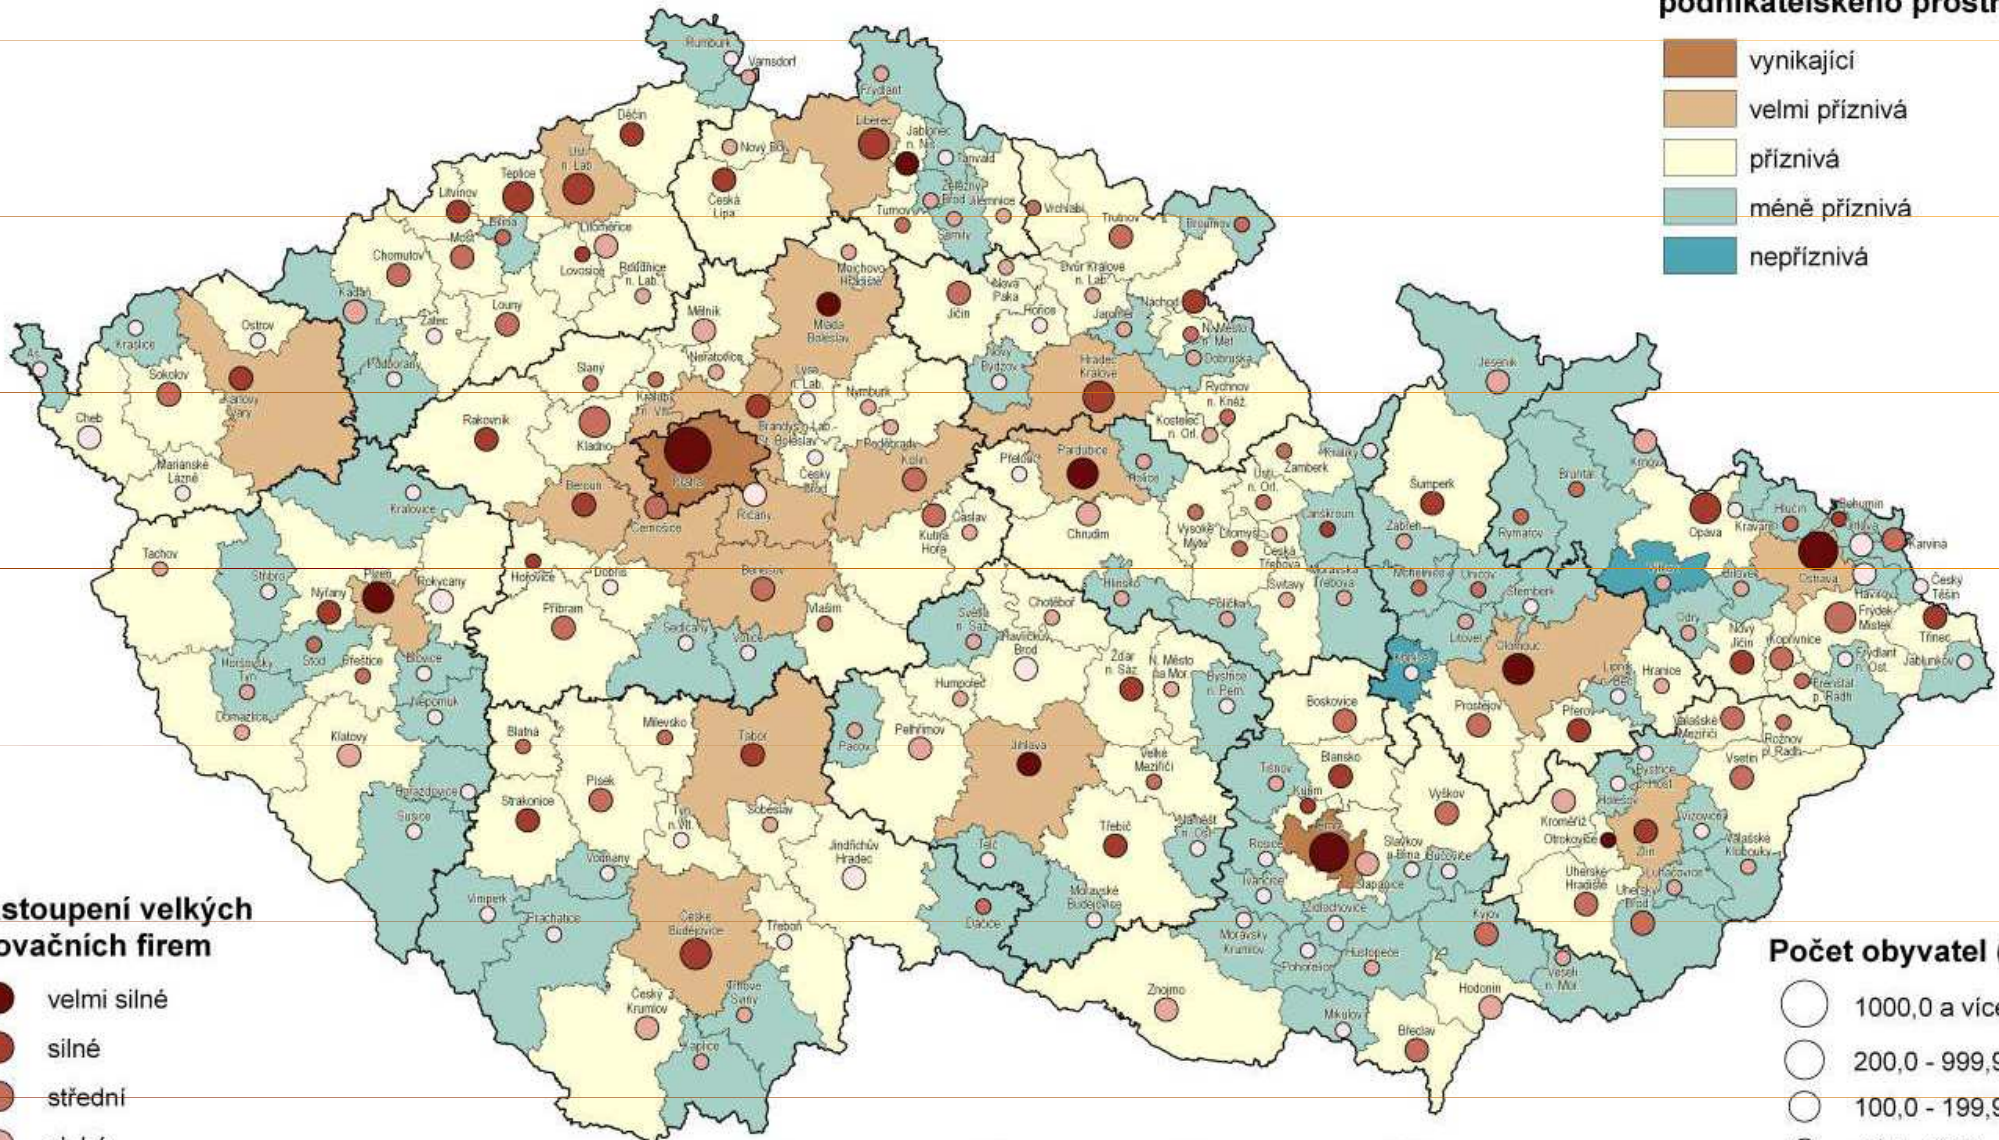 podnikatelského prostř
vynikající
velmi příznivá
příznivá
méně příznivá
nepříznivá
Rumburk
Varnsdorf
Frýdlant
Děčín
Liberec
Jablonec
n. Nis.
Tanvald
Nový Bor
Česká
Lípa
Železný
Brod
Jilemnice
Semily
Turnov
Vrchlabí
Trutnov
Broumov
Ústí
n. Lab.
Teplice
Litvínov
Bílina
Most
Litoměřice
Lovosice
Roudnice
n. Lab.
Chomutov
Kadaň
Louny
Žatec
Podbořany
Mělník
Mnichovo
Hradiště
Mladá
Boleslav
Jičín
Nová
Paka
Dvůr Králové
n. Lab.
Hořice
Jaroměř
Náchod
N. Město
n. Met.
Dobruška
Nový
Bydžov
Hradec
Králové
Rychnov
n. Kněž.
Kostelec
n. Orl.
Kraslice
Ostrov
Aš
Sokolov
Karlovy
Vary
Cheb
Mariánské
Lázně
Slaný
Neratovice
Kralupy
n. Vlt.
Lysá
n. Lab.
Nymburk
Poděbrady
Rakovník
Kladno
Praha
Brandýs n. Lab.-
St. Boleslav
Český
Brod
Kolín
Beroun
Černošice
Říčany
Kutná
Hora
Čáslav
Přelouč
Pardubice
Holice
Chrudim
Vysoké
Mýto
Litomyšl
Ústí
n. Orl.
Žamberk
Česká
Třebová
Králíky
Lanškroun
Moravská
Třebová
Svitavy
Polička
Hlinsko
Jeseník
Šumperk
Zábřeh
Bruntál
Rýmařov
Krnov
Opava
Kravaře
Hlučín
Bohumín
Orlová
Karviná
Ostrava
Havířov
Český
Těšín
Třinec
Jablunkov
Frýdek-
Místek
Frýdlant
n. Ost.
Frenštát
p. Radh.
Kopřivnice
Nový
Jičín
Odry
Bílovec
Vítkov
Mohelnice
Uničov
Šternberk
Litovel
Olomouc
Konice
Prostějov
Přerov
Lipník
n. Beč.
Hranice
Valašské
Meziříčí
Rožnov
p. Radh.
Vsetín
Tachov
Stříbro
Kralovice
Plzeň
Rokycany
Nýřany
Stod
Přeštice
Blovice
Horšovský
Týn
Domažlice
Nepomuk
Klatovy
Horažďovice
Sušice
Hořovice
Dobříš
Příbram
Benešov
Sedlčany
Votice
Vlašim
Světlá
n. Sáz.
Chotěboř
Havlíčkův
Brod
Humpolec
Žďár
n. Sáz.
N. Město
na Mor.
Bystřice
n. Pern.
Blatná
Milevsko
Tábor
Pacov
Pelhřimov
Jihlava
Velké
Meziříčí
Strakonice
Písek
Týn
n. Vlt.
Soběslav
Jindřichův
Hradec
Telč
Třebíč
Náměšť
n. Osl.
Vodňany
Vimperk
Prachatice
České
Budějovice
Třeboň
Dačice
Moravské
Budějovice
Český
Krumlov
Trhové
Sviny
Kaplice
Znojmo
Boskovice
Blansko
Tišnov
Kuřim
Brno
Vyškov
Rosice
Šlapanice
Slavkov
u Brna
Bučovice
Ivančice
Židlochovice
Moravský
Krumlov
Pohořelice
Hustopeče
Kyjov
Mikulov
Břeclav
Hodonín
Veselí
n. Mor.
Kroměříž
Bystřice
p. Host.
Holešov
Otrokovice
Zlín
Vizovice
Valašské
Klobouky
Luhačovice
Uherské
Hradiště
Uherský
Brod
stoupení velkých
ovačních firem
velmi silné
silné
střední
Počet obyvatel (
1000,0 a více
200,0 - 999,9
100,0 - 199,9